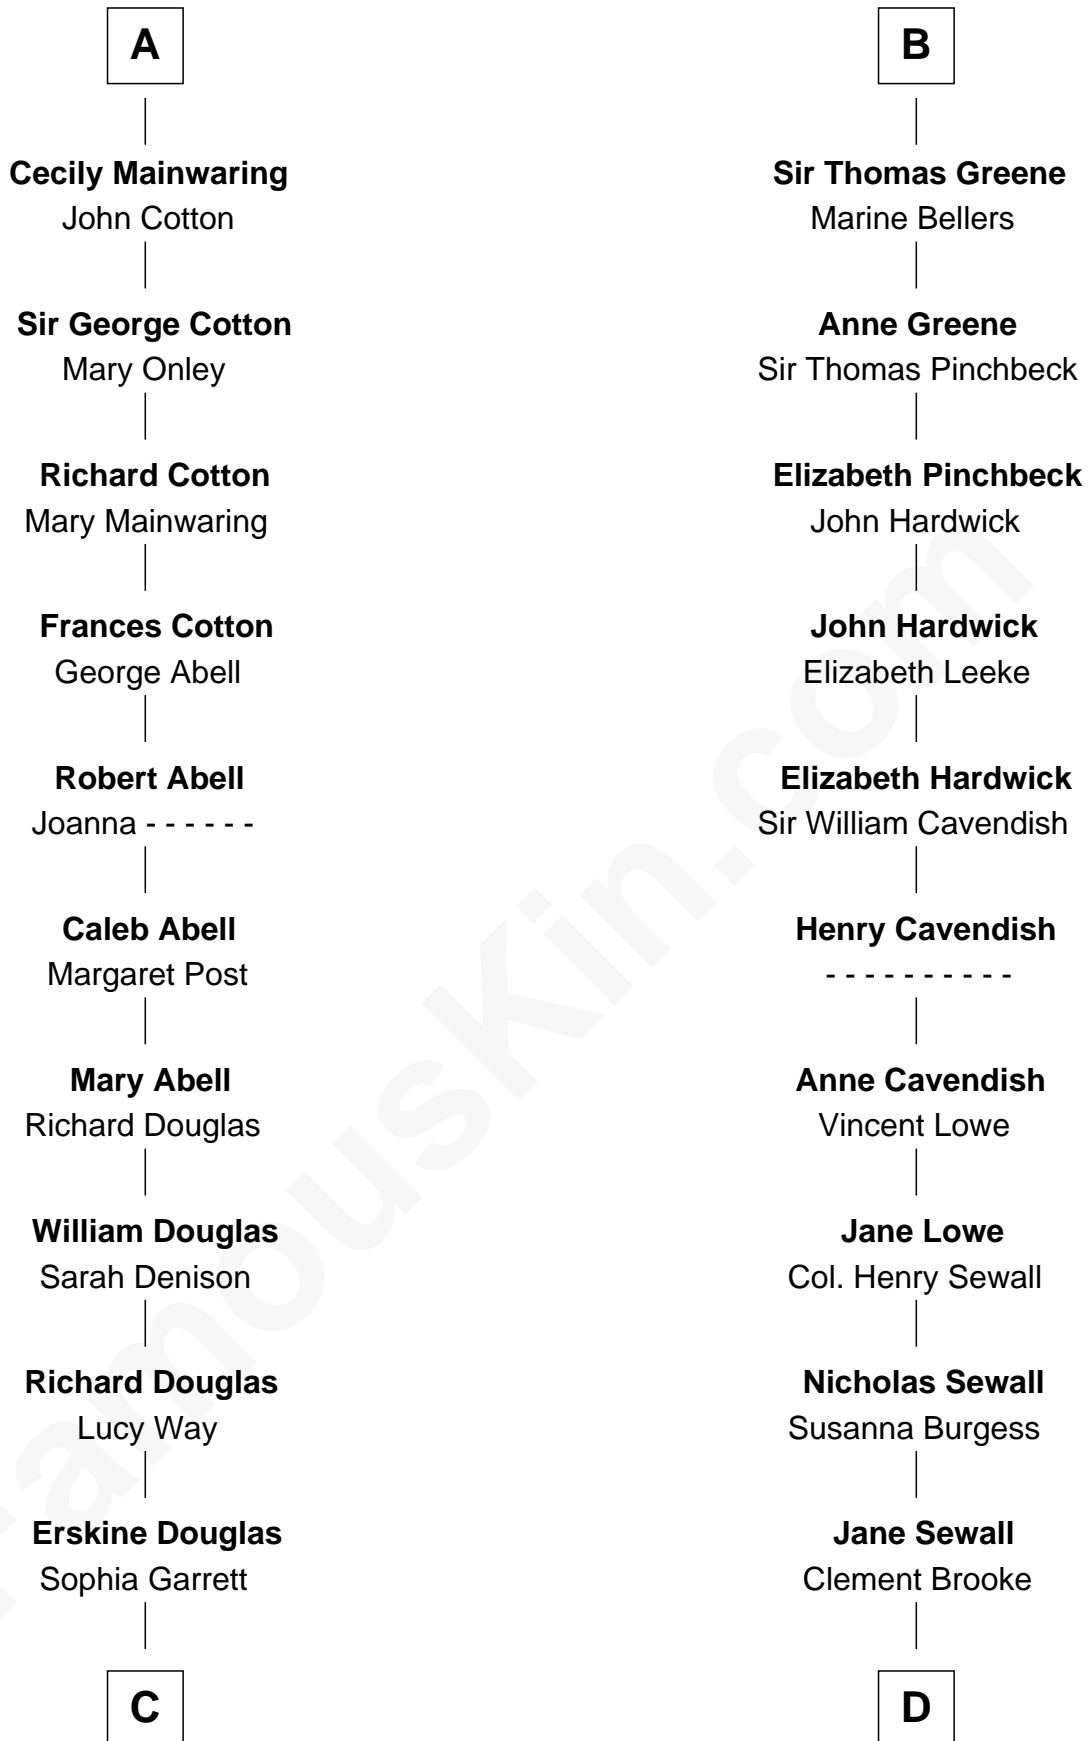 A
Cecily Mainwaring
John Cotton
Sir George Cotton
Mary Onley
Richard Cotton
Mary Mainwaring
Frances Cotton
George Abell
Robert Abell
Joanna - - - - - -
Caleb Abell
Margaret Post
Mary Abell
Richard Douglas
William Douglas
Sarah Denison
Richard Douglas
Lucy Way
Erskine Douglas
Sophia Garrett
C
B
Sir Thomas Greene
Marine Bellers
Anne Greene
Sir Thomas Pinchbeck
Elizabeth Pinchbeck
John Hardwick
John Hardwick
Elizabeth Leeke
Elizabeth Hardwick
Sir William Cavendish
Henry Cavendish
- - - - - - - - - -
Anne Cavendish
Vincent Lowe
Jane Lowe
Col. Henry Sewall
Nicholas Sewall
Susanna Burgess
Jane Sewall
Clement Brooke
D
FamousKin.com